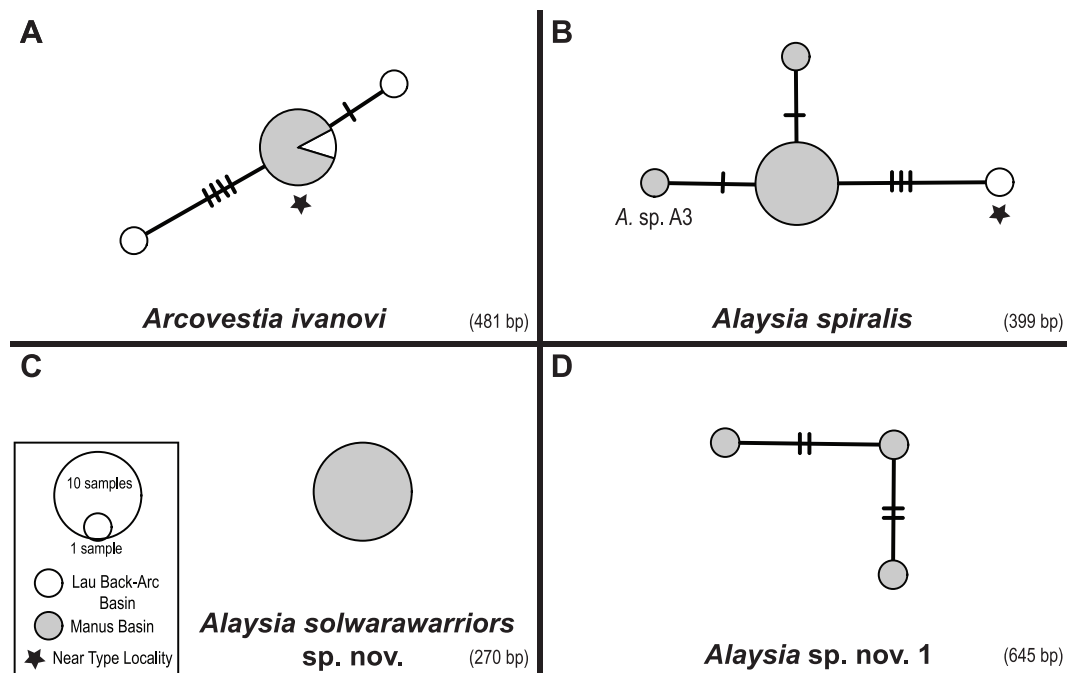 A
Arcovestia ivanovi (481 bp)
B
A. sp. A3
Alaysia spiralis (399 bp)
C
10 samples
1 sample
Lau Back-Arc
Basin
Manus Basin
Near Type Locality
Alaysia solwarawarriors
sp. nov. (270 bp)
D
Alaysia sp. nov. 1 (645 bp)